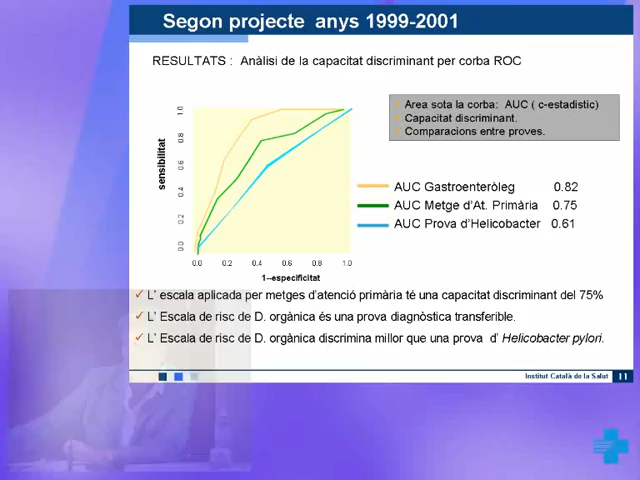 Segon projecte anys 1999-2001
RESULTATS : Anàlisi de la capacitat discriminant per corba ROC
Area sota la corba: AUC ( c-estadistic)
Capacitat discriminant.
Comparacions entre proves.
1.0
0.8
0.6
0.4
0.2
0.0
sensibilitat
0.0 0.2 0.4 0.6 0.8 1.0
1--especificitat
AUC Gastroenteròleg 0.82
AUC Metge d'At. Primària 0.75
AUC Prova d'Helicobacter 0.61
L' escala aplicada per metges d'atenció primària té una capacitat discriminant del 75%
L' Escala de risc de D. orgànica és una prova diagnòstica transferible.
L' Escala de risc de D. orgànica discrimina millor que una prova d' Helicobacter pylori.
Institut Català de la Salut 11